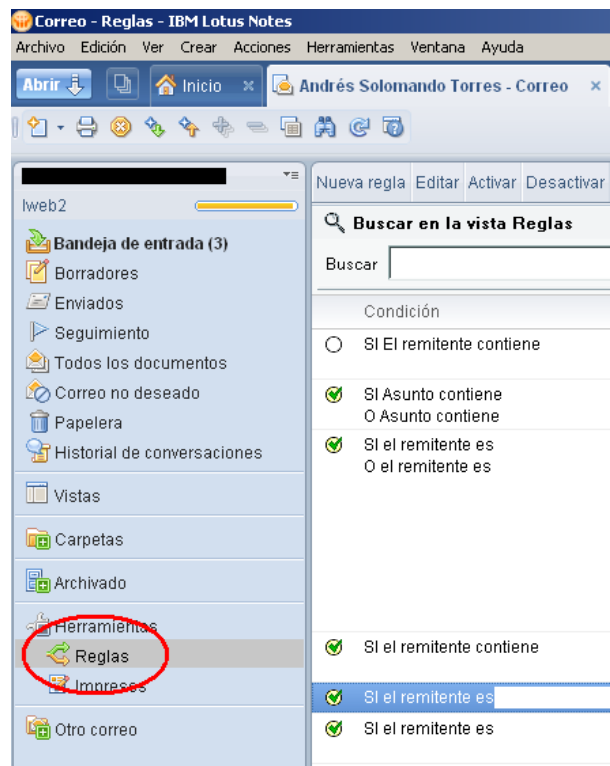 Correo - Reglas - IBM Lotus Notes
Archivo Edición Ver Crear Acciones Herramientas Ventana Ayuda
Abrir Inicio Andrés Solomando Torres - Correo
Iweb2
Bandeja de entrada (3)
Borradores
Enviados
Seguimiento
Todos los documentos
Correo no deseado
Papelera
Historial de conversaciones
Vistas
Carpetas
Archivado
Herramientas
Reglas
Impresos
Otro correo
Nueva regla Editar Activar Desactivar
Buscar en la vista Reglas
Buscar
Condición
SI El remitente contiene
SI Asunto contiene
O Asunto contiene
SI el remitente es
O el remitente es
SI el remitente contiene
SI el remitente es
SI el remitente es